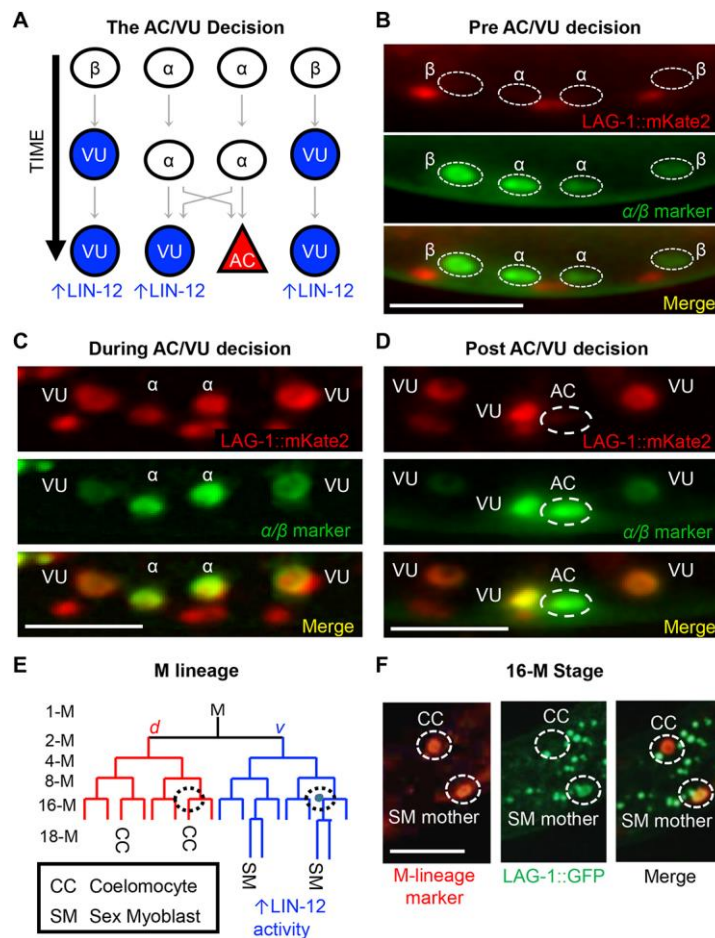 A
The AC/VU Decision
β α α β
TIME
VU α α VU
VU VU AC VU
↑LIN-12 ↑LIN-12 ↑LIN-12
B
Pre AC/VU decision
β α α β
LAG-1::mKate2
β α α β
α/β marker
β α α β
Merge
C
During AC/VU decision
VU α α VU
LAG-1::mKate2
VU α α VU
α/β marker
VU α α VU
Merge
D
Post AC/VU decision
VU VU AC VU
LAG-1::mKate2
VU VU AC VU
α/β marker
VU VU AC VU
Merge
E
M lineage
1-M M
2-M d v
4-M
8-M
16-M
18-M
CC CC SM SM
CC Coelomocyte
SM Sex Myoblast
↑LIN-12
activity
F
16-M Stage
CC CC CC
SM mother SM mother SM mother
M-lineage
marker
LAG-1::GFP
Merge